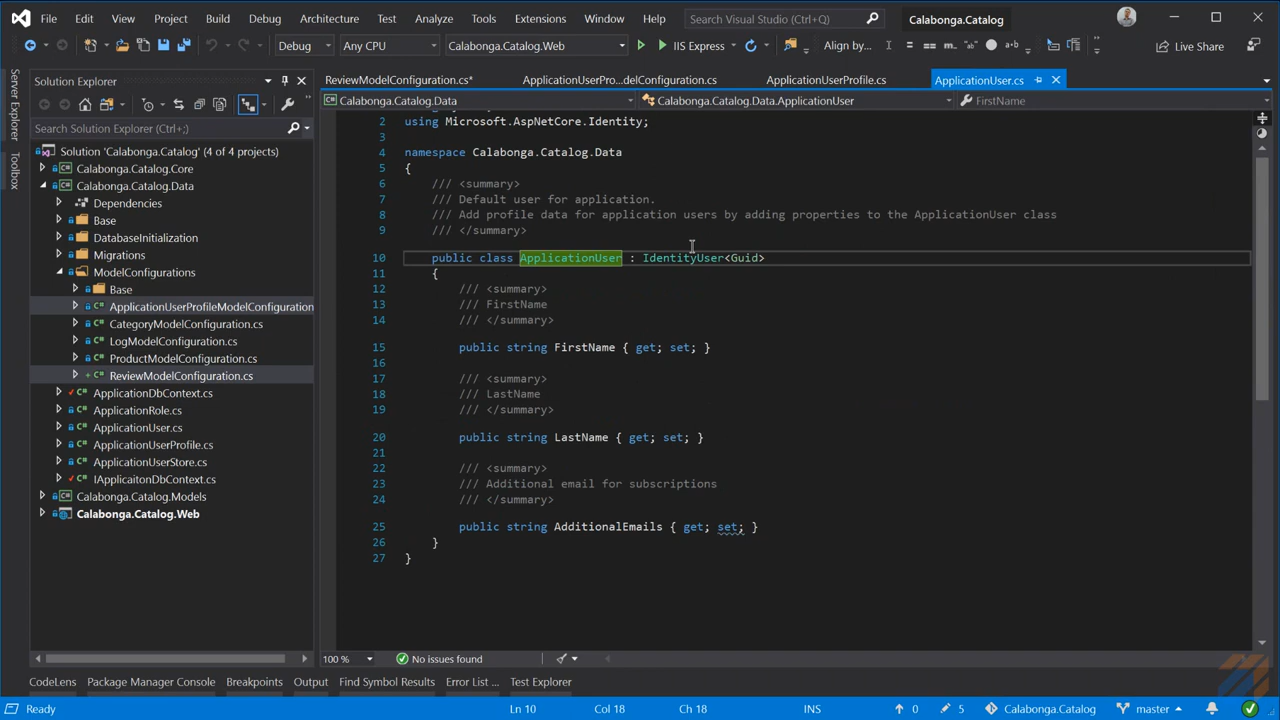 File Edit View Project Build Debug Architecture Test Analyze Tools Extensions Window Help Search Visual Studio (Ctrl+Q) Calabonga.Catalog
Debug Any CPU Calabonga.Catalog.Web IIS Express Align by... Live Share
Server Explorer
Toolbox
Solution Explorer
Search Solution Explorer (Ctrl+;)
Solution 'Calabonga.Catalog' (4 of 4 projects)
Calabonga.Catalog.Core
Calabonga.Catalog.Data
Dependencies
Base
DatabaseInitialization
Migrations
ModelConfigurations
Base
ApplicationUserProfileModelConfiguration
CategoryModelConfiguration.cs
LogModelConfiguration.cs
ProductModelConfiguration.cs
ReviewModelConfiguration.cs
ApplicationDbContext.cs
ApplicationRole.cs
ApplicationUser.cs
ApplicationUserProfile.cs
ApplicationUserStore.cs
IApplicaitonDbContext.cs
Calabonga.Catalog.Models
Calabonga.Catalog.Web
ReviewModelConfiguration.cs* ApplicationUserPro...delConfiguration.cs ApplicationUserProfile.cs ApplicationUser.cs
Calabonga.Catalog.Data Calabonga.Catalog.Data.ApplicationUser FirstName
2 using Microsoft.AspNetCore.Identity;
3
4 namespace Calabonga.Catalog.Data
5 {
6 /// <summary>
7 /// Default user for application.
8 /// Add profile data for application users by adding properties to the ApplicationUser class
9 /// </summary>
10 public class ApplicationUser : IdentityUser<Guid>
11 {
12 /// <summary>
13 /// FirstName
14 /// </summary>
15 public string FirstName { get; set; }
16
17 /// <summary>
18 /// LastName
19 /// </summary>
20 public string LastName { get; set; }
21
22 /// <summary>
23 /// Additional email for subscriptions
24 /// </summary>
25 public string AdditionalEmails { get; set; }
26 }
27 }
100 % No issues found
CodeLens Package Manager Console Breakpoints Output Find Symbol Results Error List ... Test Explorer
Ready Ln 10 Col 18 Ch 18 INS 0 5 Calabonga.Catalog master